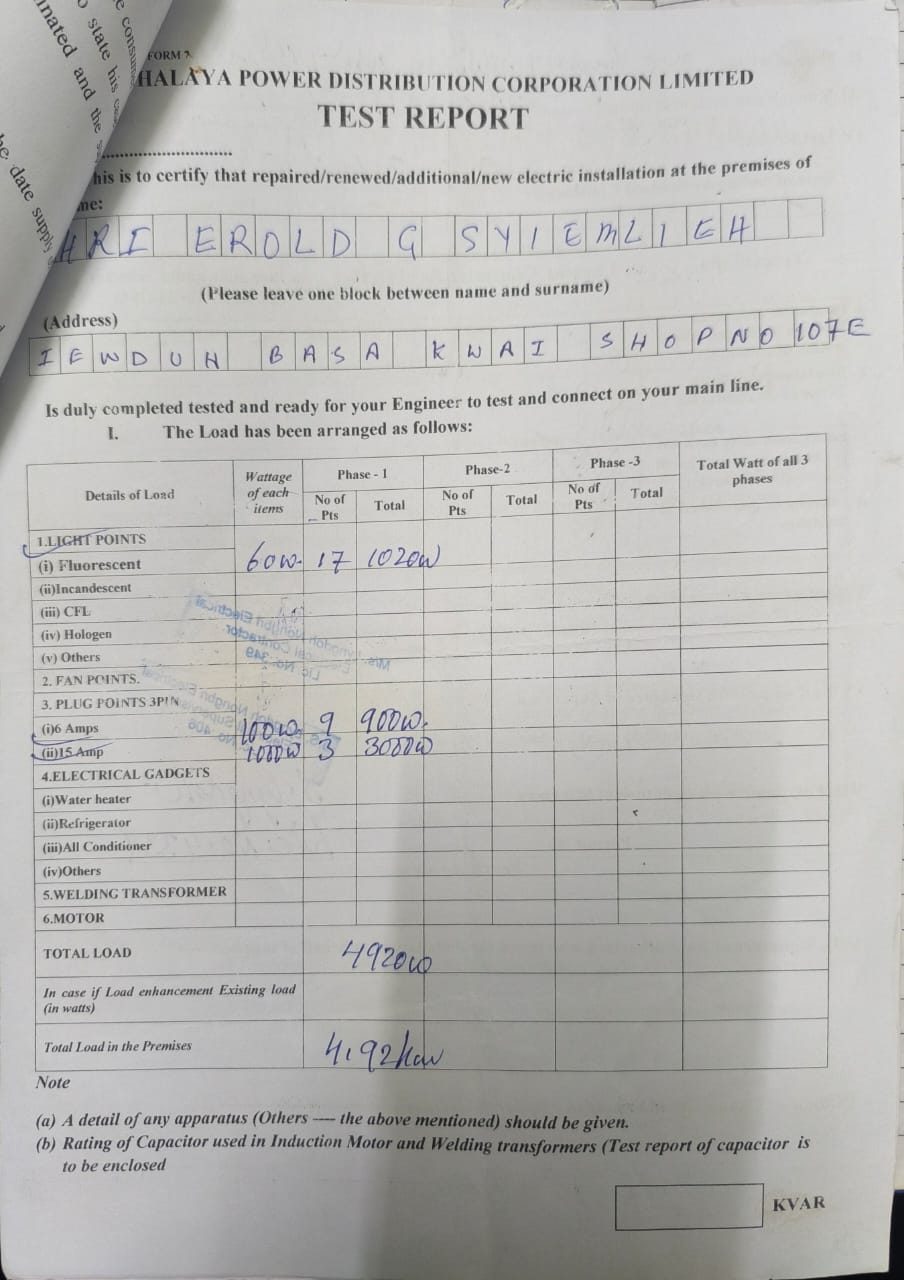 FORM
HALAYA POWER DISTRIBUTION CORPORATION LIMITED
TEST REPORT
his is to certify that repaired/renewed/additional/new electric installation at the premises of
me:
HRI EROLD G SYIEMLIEH
(Please leave one block between name and surname)
(Address)
IEWDUH BASA KWAI SHOP NO 107E
Is duly completed tested and ready for your Engineer to test and connect on your main line.
I. The Load has been arranged as follows:
Details of Load Wattage of each items Phase - 1 Phase-2 Phase -3 Total Watt of all 3 phases
No of Pts Total No of Pts Total No of Pts Total
1.LIGHT POINTS
(i) Fluorescent 60w. 17 1020W
(ii)Incandescent
(iii) CFL
(iv) Hologen
(v) Others
2. FAN POINTS.
3. PLUG POINTS 3PIN
(i)6 Amps 100w. 9 900w.
(ii)15 Amp 1000W 3 3000W
4.ELECTRICAL GADGETS
(i)Water heater
(ii)Refrigerator
(iii)All Conditioner
(iv)Others
5.WELDING TRANSFORMER
6.MOTOR
TOTAL LOAD 4920W
In case if Load enhancement Existing load (in watts)
Total Load in the Premises 4.92kw
Note
(a) A detail of any apparatus (Others ---- the above mentioned) should be given.
(b) Rating of Capacitor used in Induction Motor and Welding transformers (Test report of capacitor is
to be enclosed
KVAR